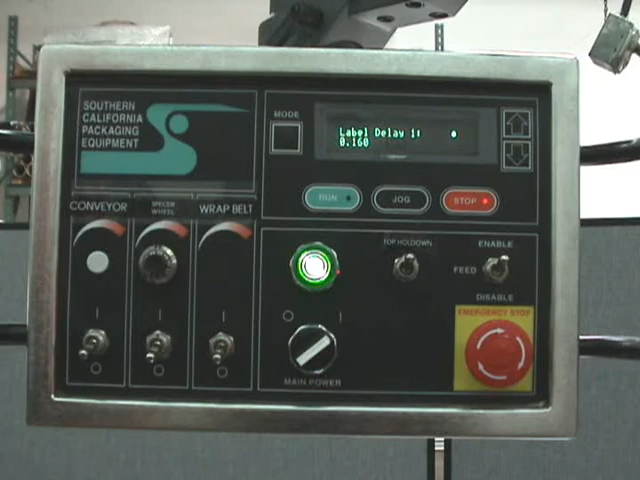 SOUTHERN
CALIFORNIA
PACKAGING
EQUIPMENT
MODE
Label Delay 1:
0.160
RUN
JOG
STOP
CONVEYOR
SPECER
WHEEL
WRAP BELT
TOP HOLDOWN
ENABLE
FEED
DISABLE
MAIN POWER
EMERGENCY STOP